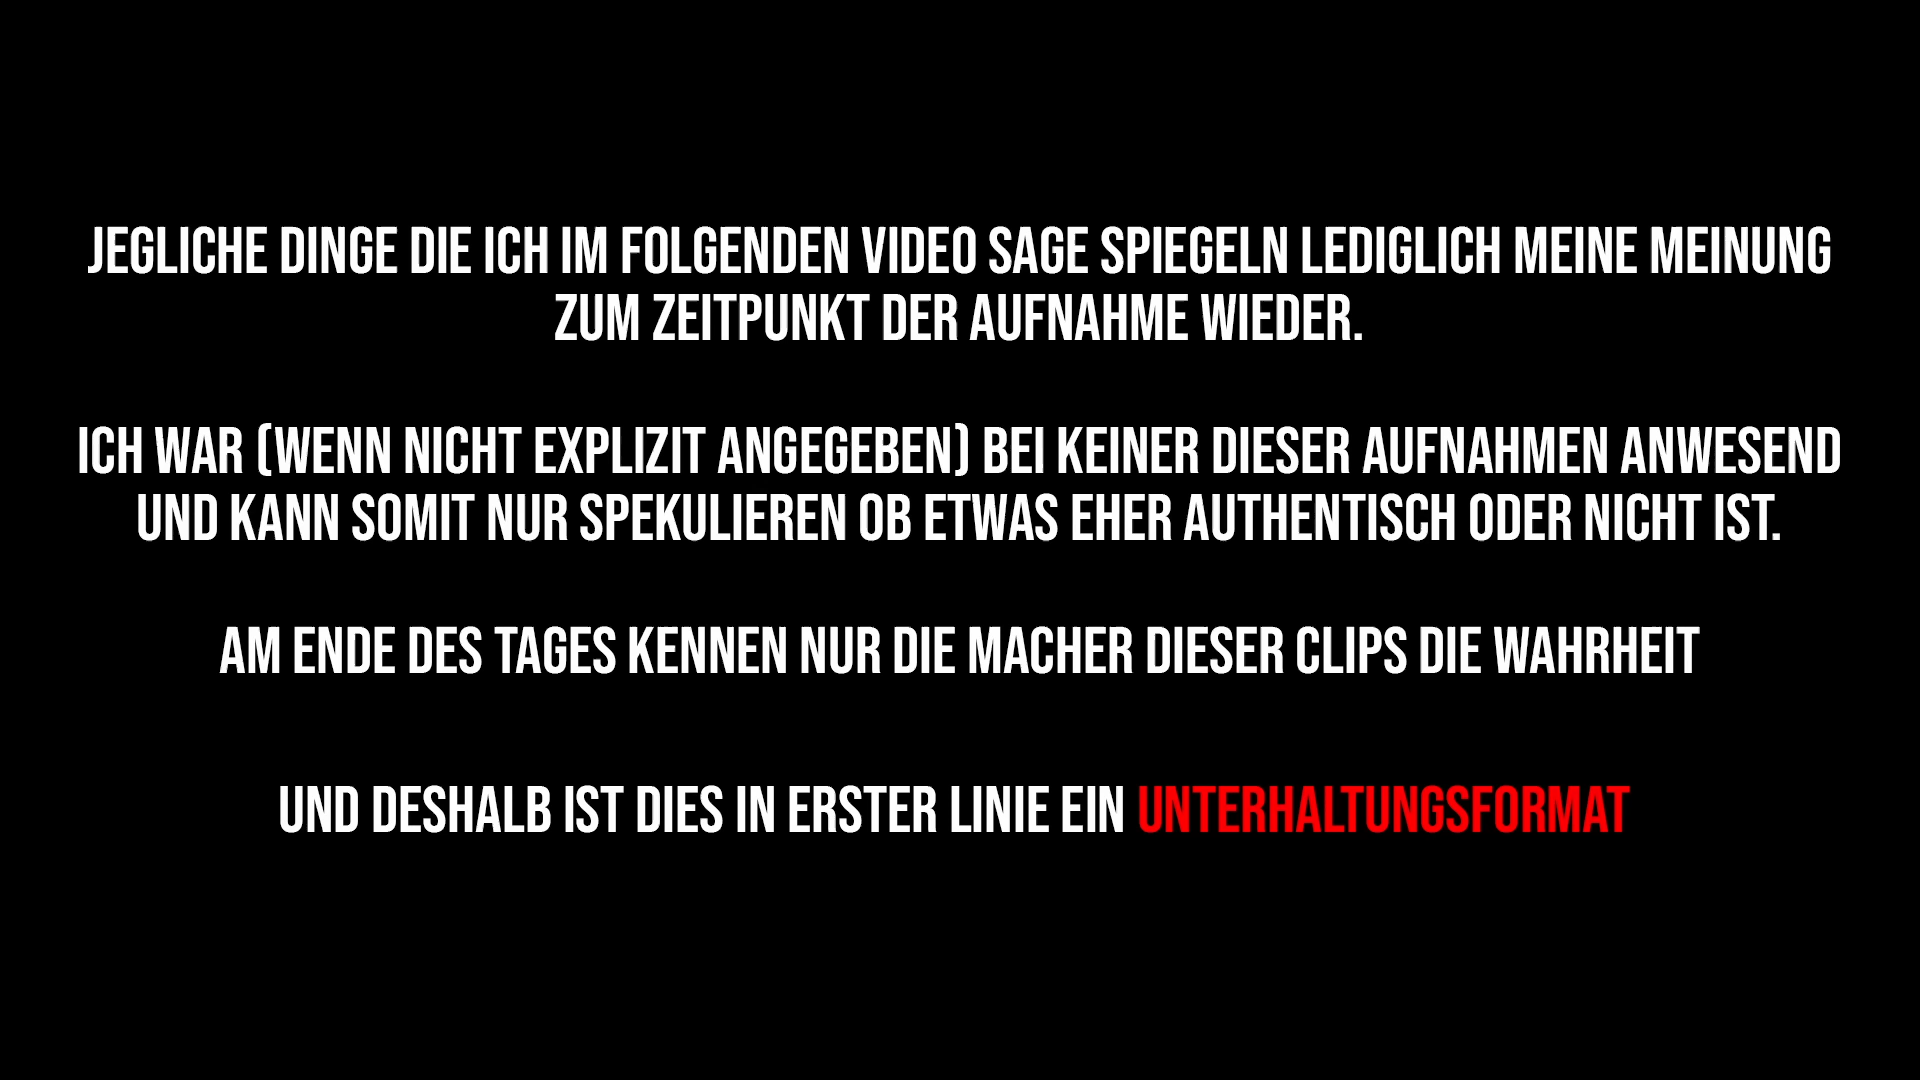 JEGLICHE DINGE DIE ICH IM FOLGENDEN VIDEO SAGE SPIEGELN LEDIGLICH MEINE MEINUNG
ZUM ZEITPUNKT DER AUFNAHME WIEDER.
ICH WAR (WENN NICHT EXPLIZIT ANGEGEBEN) BEI KEINER DIESER AUFNAHMEN ANWESEND
UND KANN SOMIT NUR SPEKULIEREN OB ETWAS EHER AUTHENTISCH ODER NICHT IST.
AM ENDE DES TAGES KENNEN NUR DIE MACHER DIESER CLIPS DIE WAHRHEIT
UND DESHALB IST DIES IN ERSTER LINIE EIN UNTERHALTUNGSFORMAT